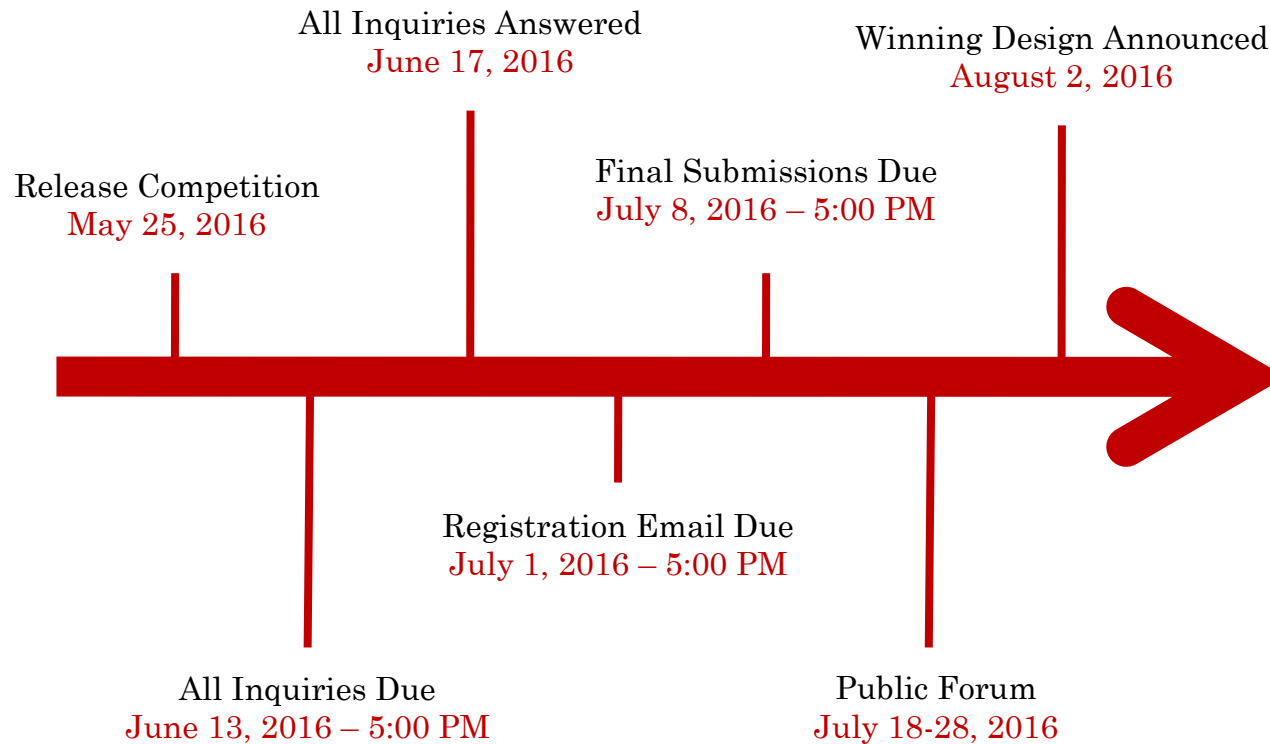 All Inquiries Answered
June 17, 2016
Winning Design Announced
August 2, 2016
Release Competition
May 25, 2016
Final Submissions Due
July 8, 2016 – 5:00 PM
Registration Email Due
July 1, 2016 – 5:00 PM
All Inquiries Due
June 13, 2016 – 5:00 PM
Public Forum
July 18-28, 2016